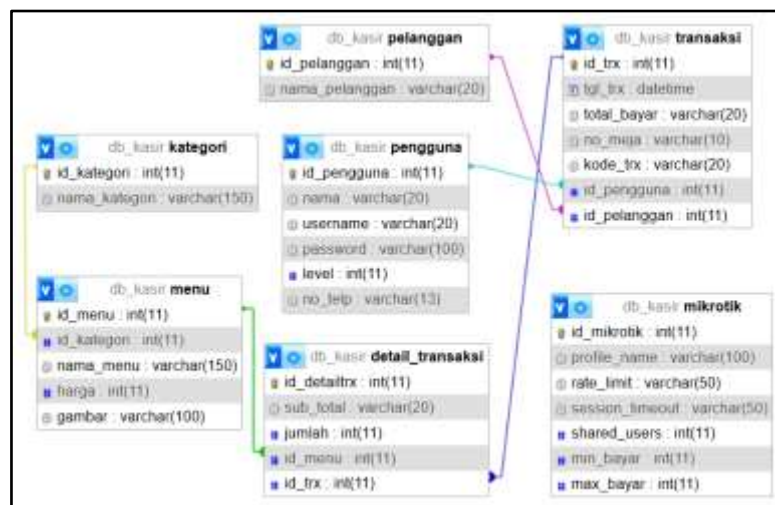 db_kasir pelanggan
id_pelanggan : int(11)
nama_pelanggan : varchar(20)
db_kasir transaksi
id_trx : int(11)
tgl_trx : datetime
total_bayar : varchar(20)
no_meja : varchar(10)
kode_trx : varchar(20)
id_pengguna : int(11)
id_pelanggan : int(11)
db_kasir kategori
id_kategori : int(11)
nama_kategori : varchar(150)
db_kasir pengguna
id_pengguna : int(11)
nama : varchar(20)
username : varchar(20)
password : varchar(100)
level : int(11)
no_telp : varchar(13)
db_kasir menu
id_menu : int(11)
id_kategori : int(11)
nama_menu : varchar(150)
harga : int(11)
gambar : varchar(100)
db_kasir detail_transaksi
id_detailtrx : int(11)
sub_total : varchar(20)
jumlah : int(11)
id_menu : int(11)
id_trx : int(11)
db_kasir mikrotik
id_mikrotik : int(11)
profile_name : varchar(100)
rate_limit : varchar(50)
session_timeout : varchar(50)
shared_users : int(11)
min_bayar : int(11)
max_bayar : int(11)